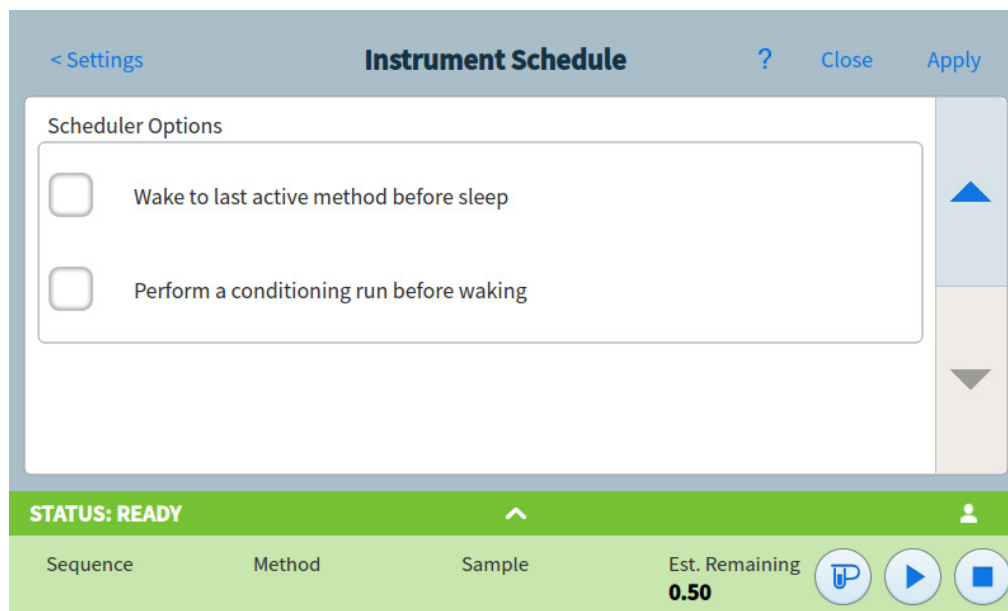 < Settings Instrument Schedule ? Close Apply
Scheduler Options
Wake to last active method before sleep
Perform a conditioning run before waking
STATUS: READY
Sequence Method Sample Est. Remaining
0.50